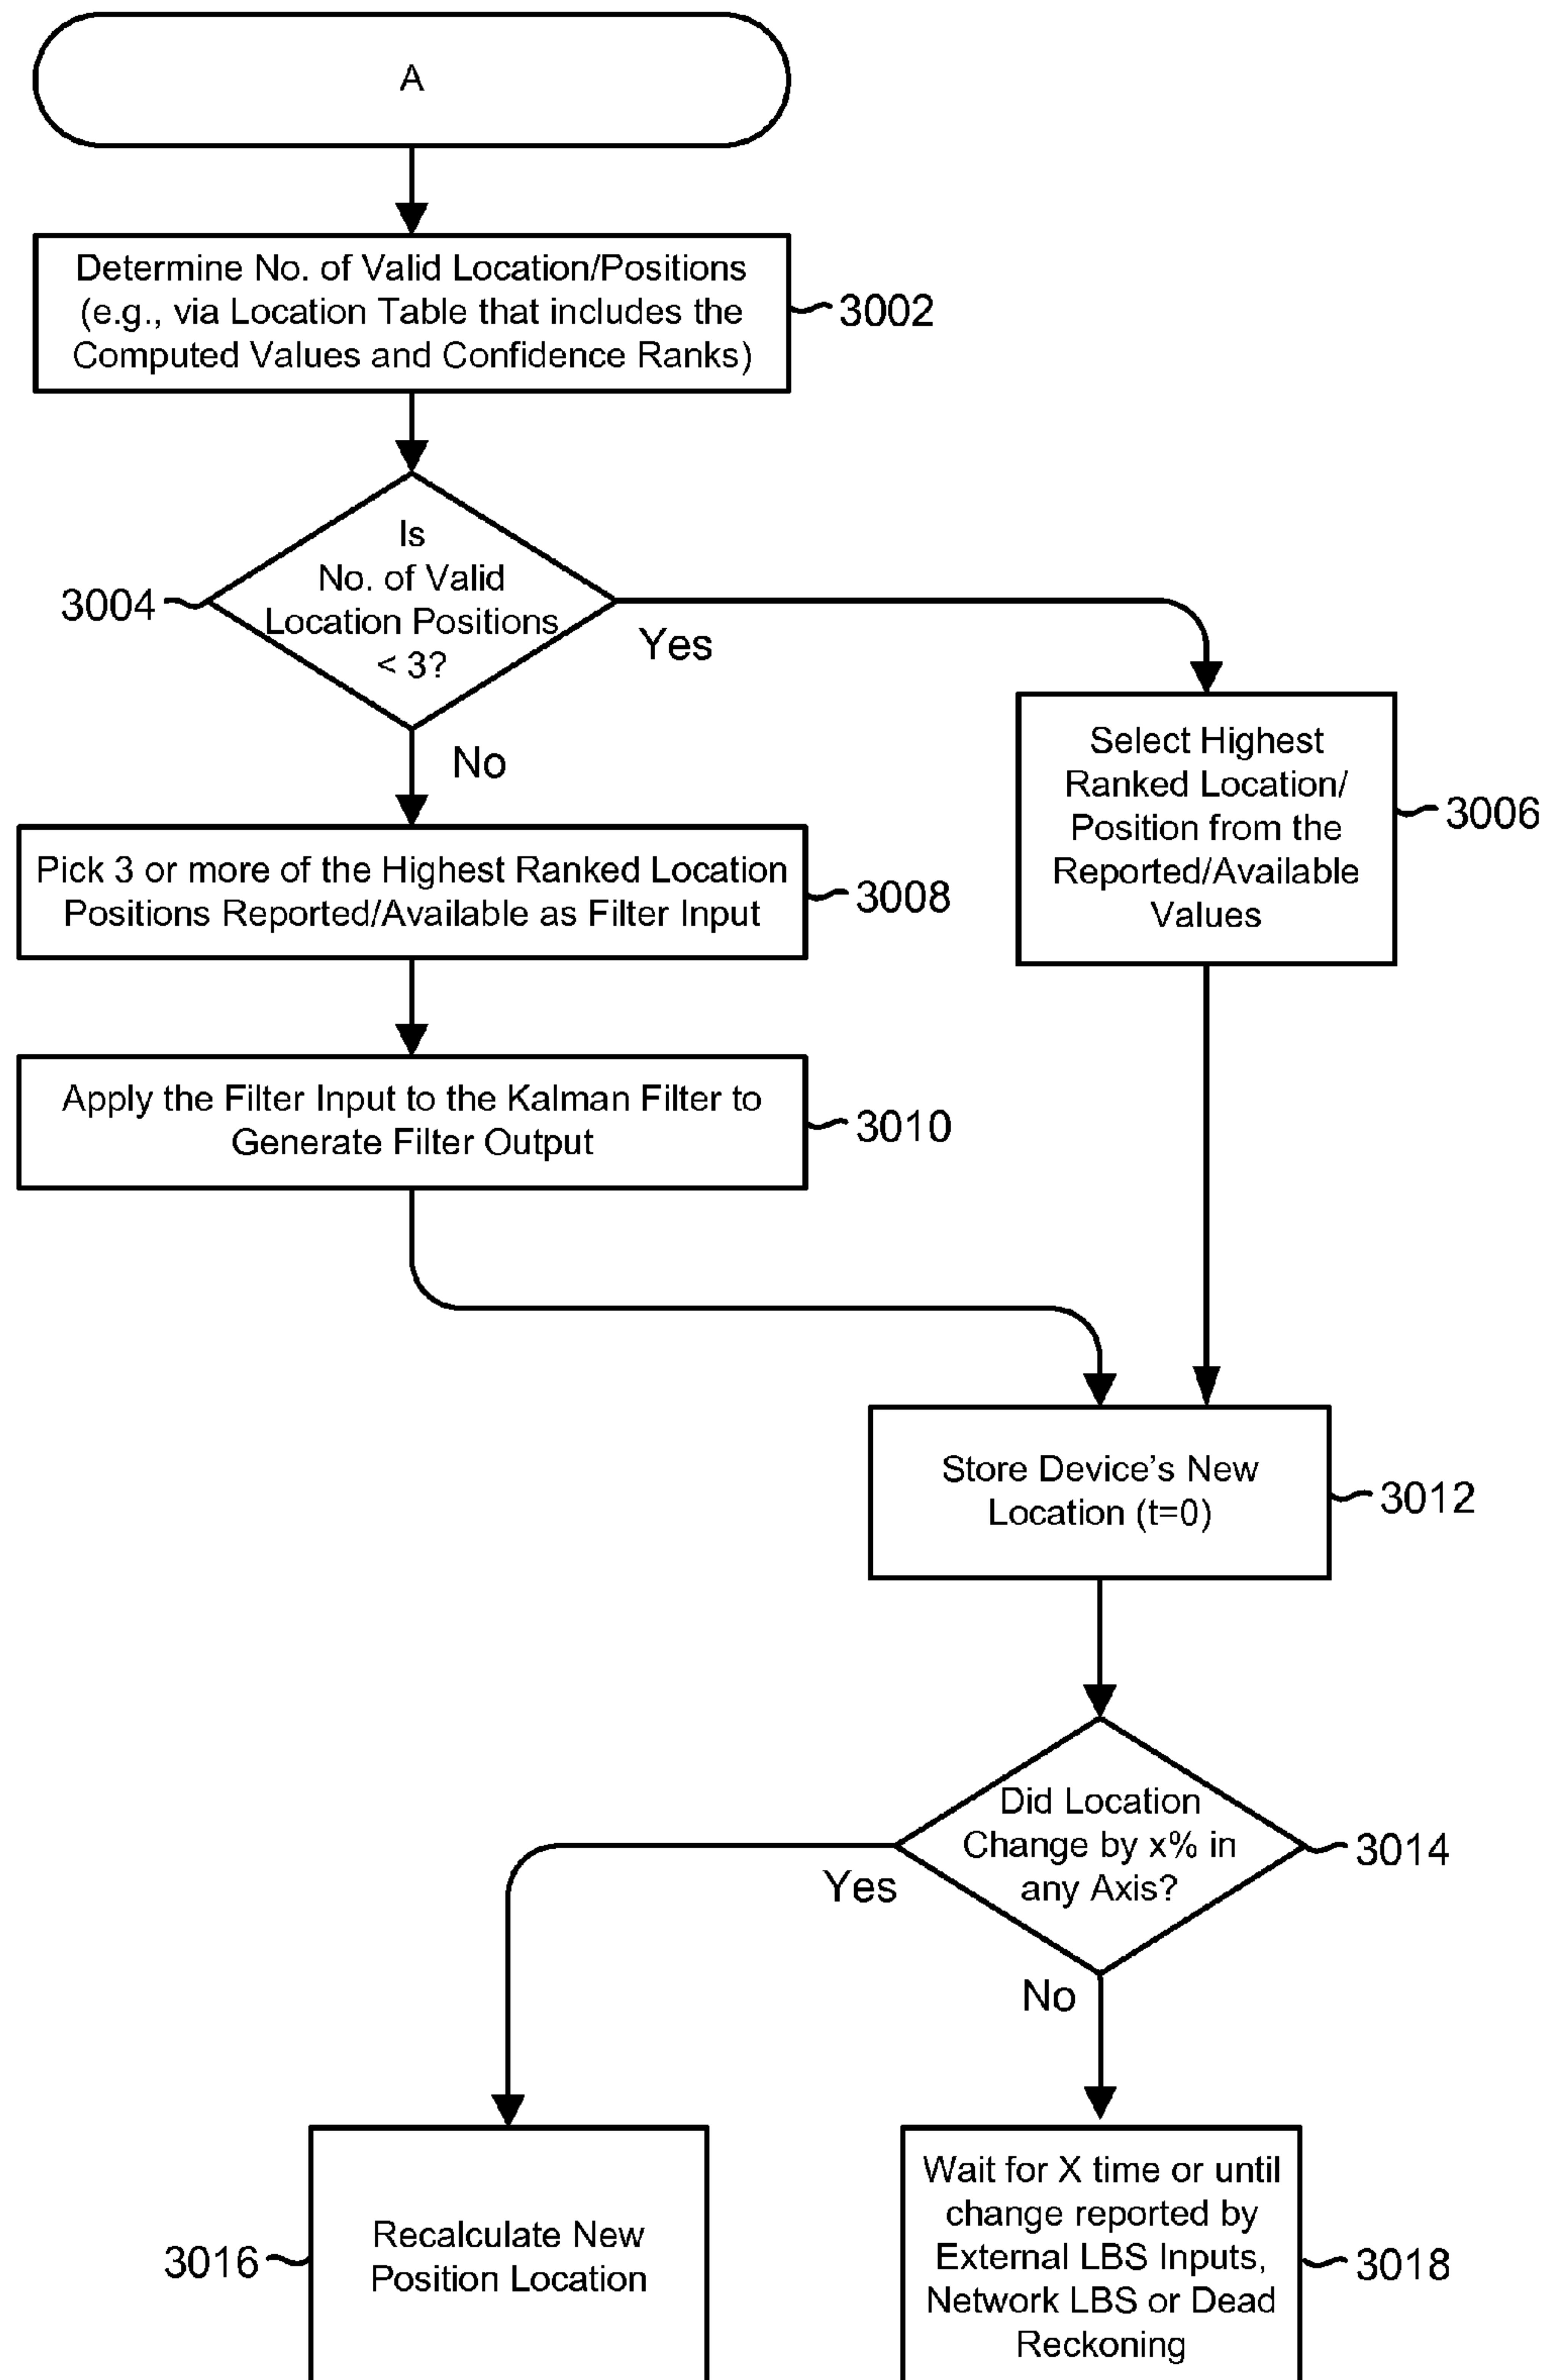 A
Determine No. of Valid Location/Positions
(e.g., via Location Table that includes the
Computed Values and Confidence Ranks)
3002
Is
No. of Valid
Location Positions
< 3?
3004
Yes
No
Select Highest
Ranked Location/
Position from the
Reported/Available
Values
3006
Pick 3 or more of the Highest Ranked Location
Positions Reported/Available as Filter Input
3008
Apply the Filter Input to the Kalman Filter to
Generate Filter Output
3010
Store Device's New
Location (t=0)
3012
Did Location
Change by x% in
any Axis?
3014
Yes
No
Recalculate New
Position Location
3016
Wait for X time or until
change reported by
External LBS Inputs,
Network LBS or Dead
Reckoning
3018